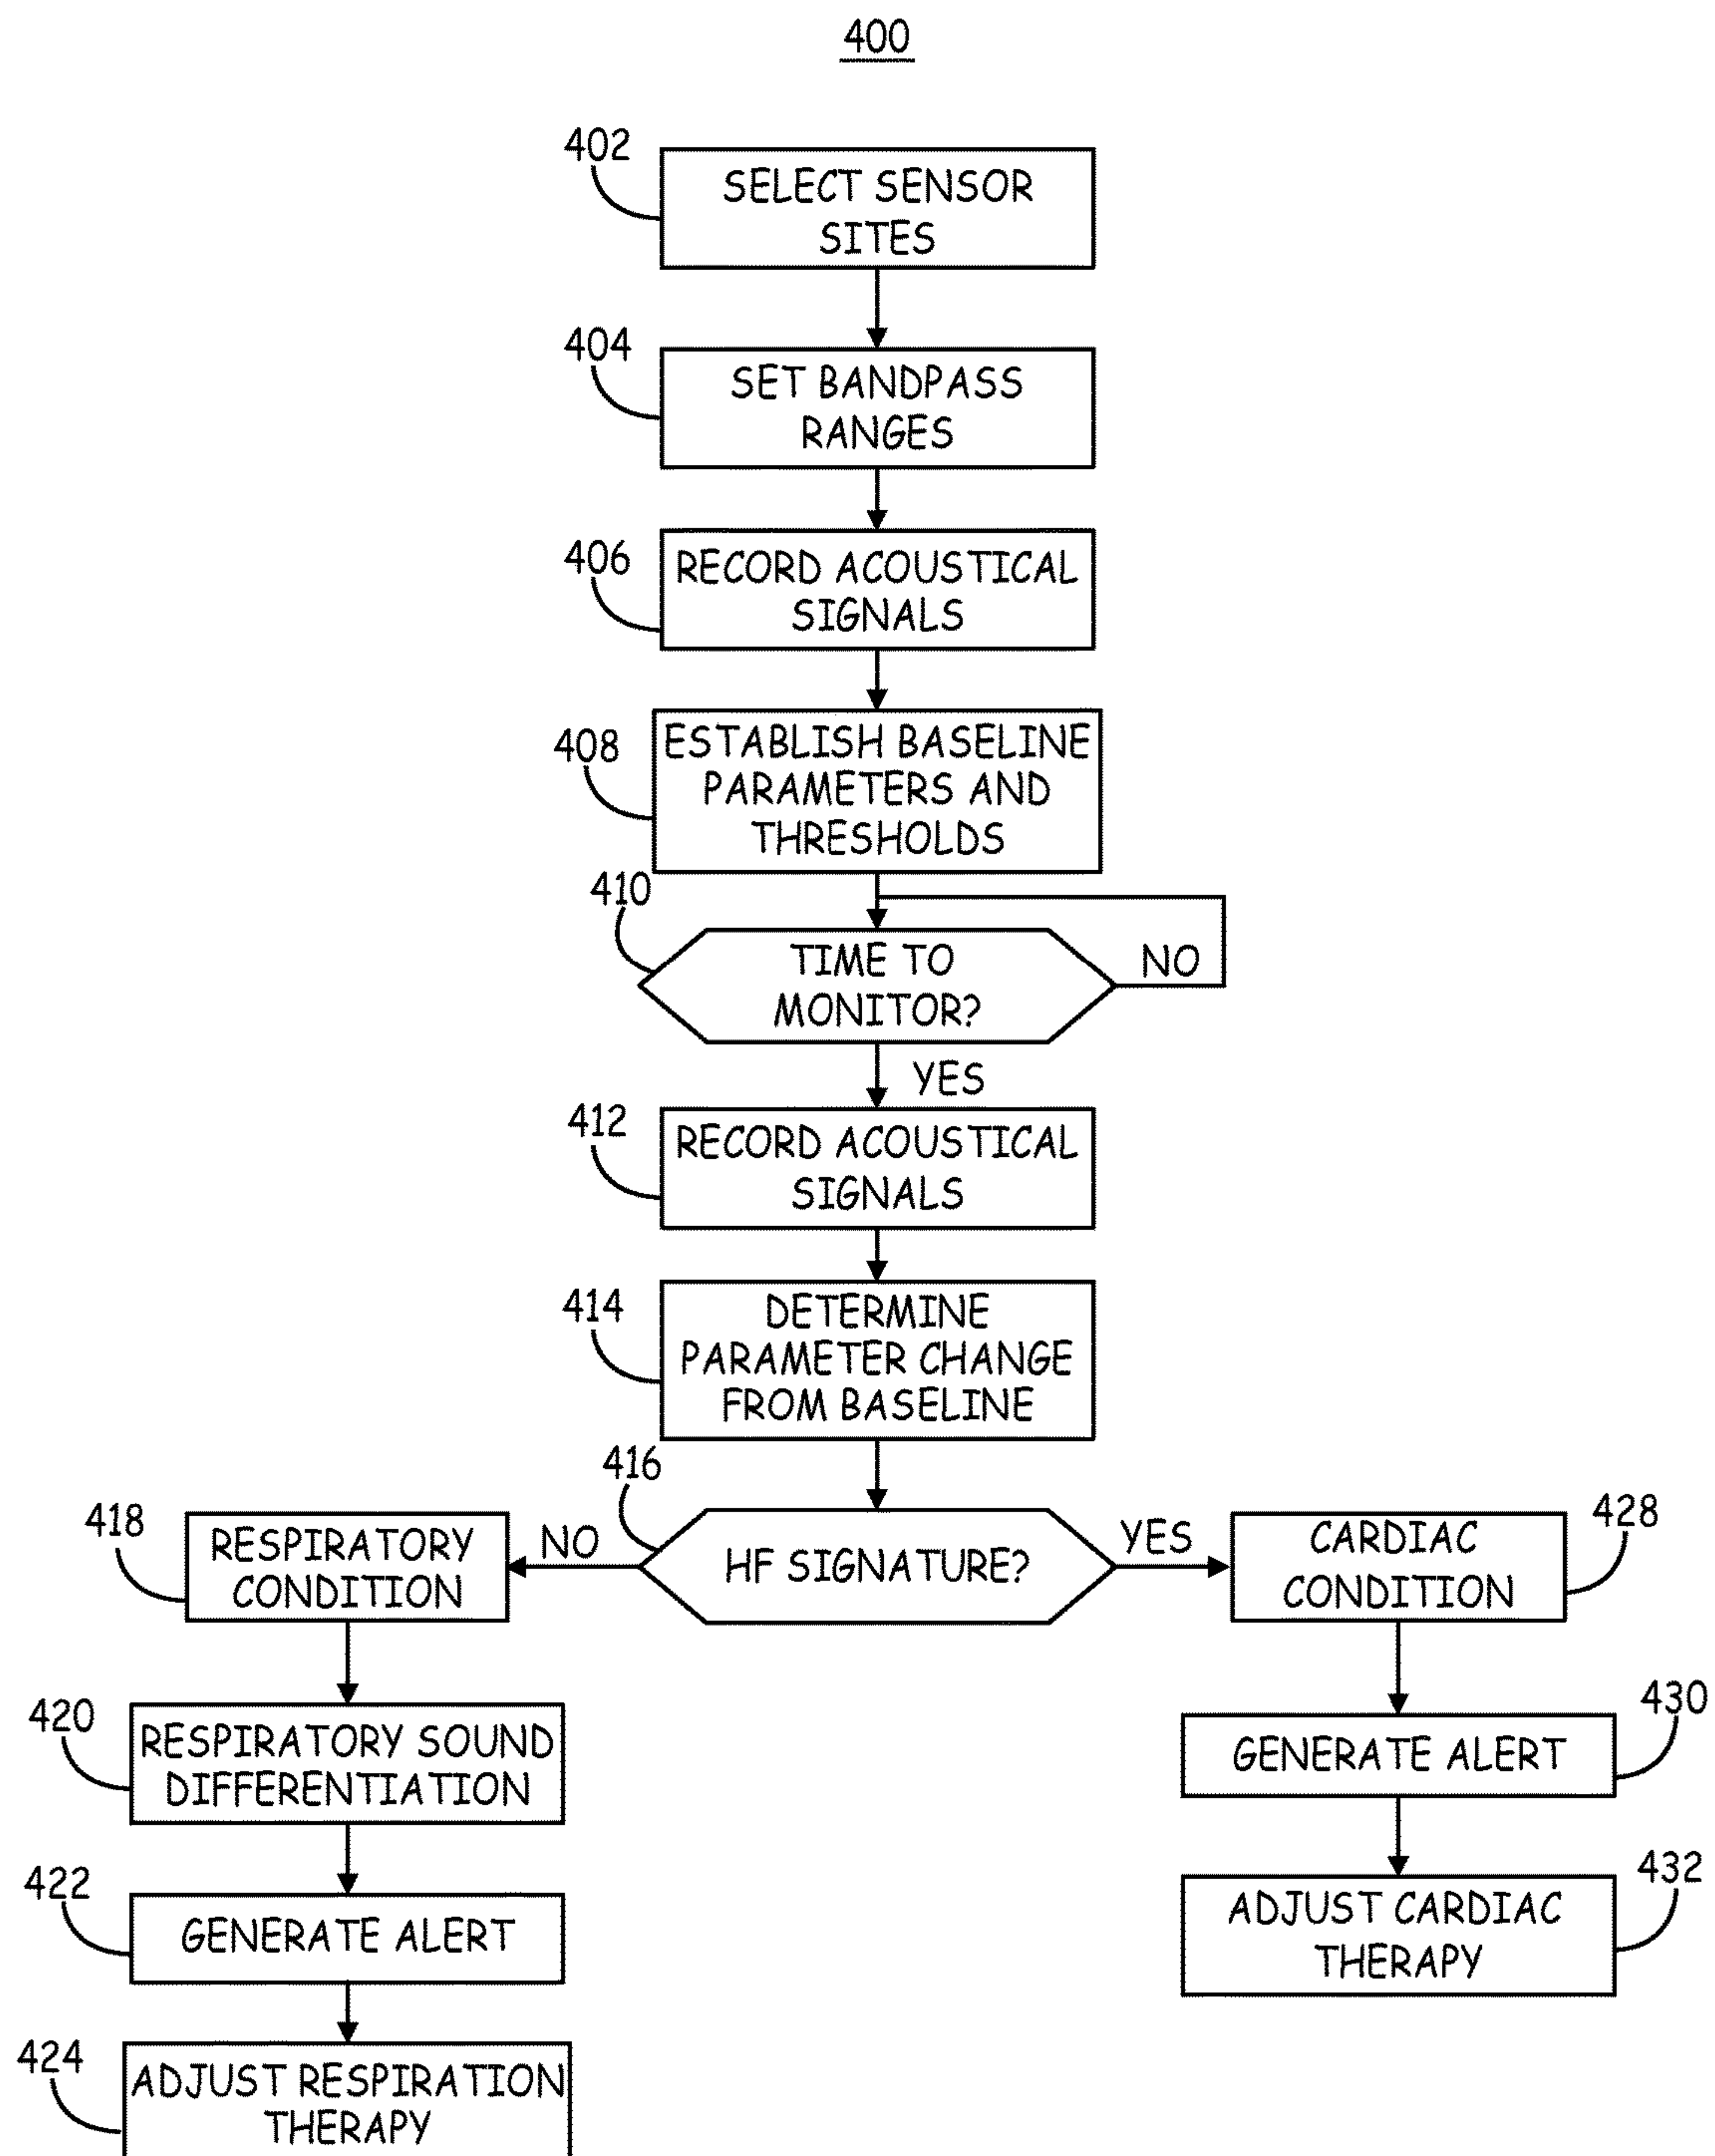 400
402
SELECT SENSOR
SITES
404
SET BANDPASS
RANGES
406
RECORD ACOUSTICAL
SIGNALS
408
ESTABLISH BASELINE
PARAMETERS AND
THRESHOLDS
410
TIME TO
MONITOR?
NO
YES
412
RECORD ACOUSTICAL
SIGNALS
414
DETERMINE
PARAMETER CHANGE
FROM BASELINE
416
HF SIGNATURE?
NO
YES
418
RESPIRATORY
CONDITION
428
CARDIAC
CONDITION
420
RESPIRATORY SOUND
DIFFERENTIATION
430
GENERATE ALERT
422
GENERATE ALERT
432
ADJUST CARDIAC
THERAPY
424
ADJUST RESPIRATION
THERAPY